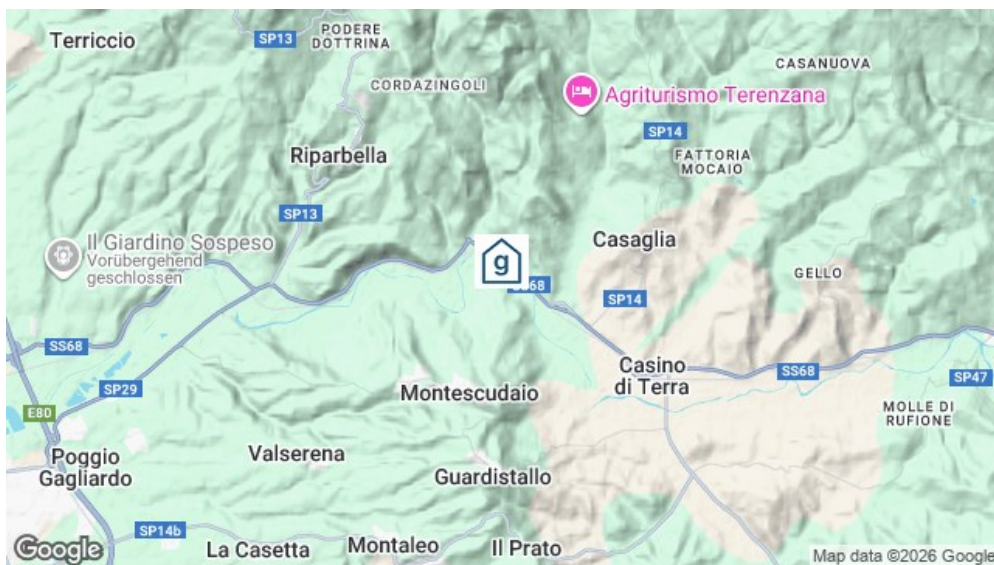 Terriccio
SP13
PODERE
DOTTRINA
CASANUOVA
CORDAZINGOLI
Agriturismo Terenzana
SP14
Riparbella
FATTORIA
MOCAIO
SP13
Il Giardino Sospeso
Vorübergehend
geschlossen
Casaglia
g
GELLO
SS68
SP14
SS68
SP29
Casino
di Terra
SS68
SP47
Montescudaio
E80
MOLLE DI
RUFIONE
Poggio
Gagliardo
Valserena
Guardistallo
SP14b
La Casetta
Montaleo
Il Prato
Google
Map data ©2026 Google